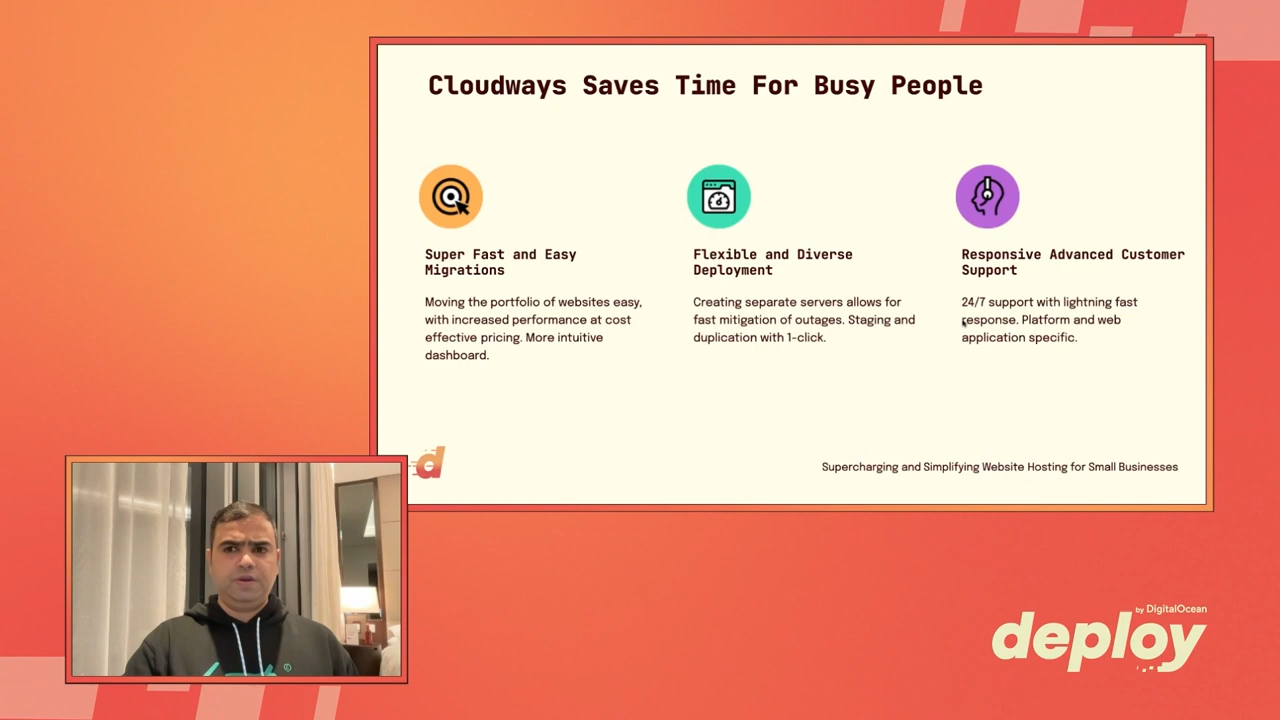 Cloudways Saves Time For Busy People
Super Fast and Easy
Migrations
Moving the portfolio of websites easy,
with increased performance at cost
effective pricing. More intuitive
dashboard.
Flexible and Diverse
Deployment
Creating separate servers allows for
fast mitigation of outages. Staging and
duplication with 1-click.
Responsive Advanced Customer
Support
24/7 support with lightning fast
response. Platform and web
application specific.
d
Supercharging and Simplifying Website Hosting for Small Businesses
by DigitalOcean
deploy